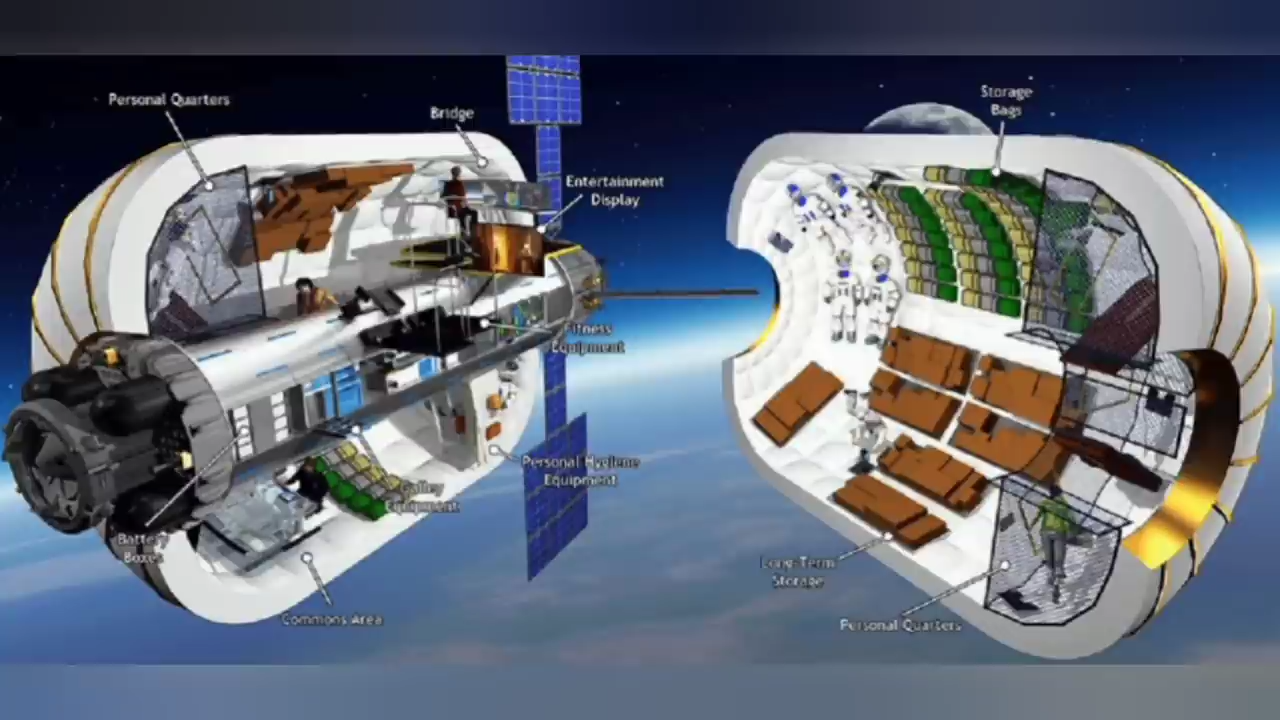 Personal Quarters
Bridge
Entertainment
Display
Fitness
Equipment
Personal Hygiene
Equipment
Galley
Equipment
Battery
Boxes
Commons Area
Storage
Bags
Long-Term
Storage
Personal Quarters